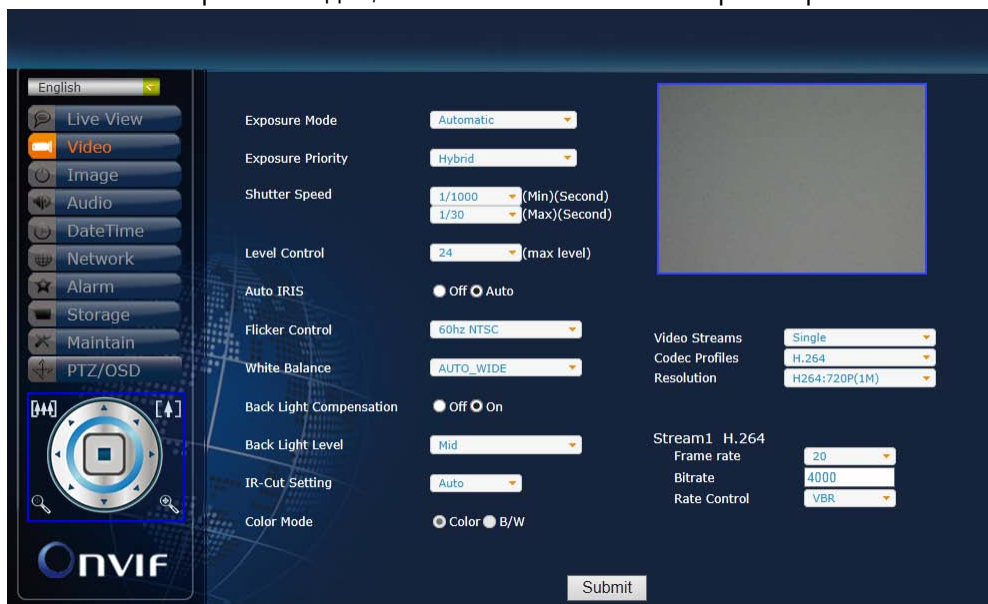 English
Live View
Video
Image
Audio
DateTime
Network
Alarm
Storage
Maintain
PTZ/OSD
Onvif
Exposure Mode Automatic
Exposure Priority Hybrid
Shutter Speed 1/1000 (Min)(Second)
1/30 (Max)(Second)
Level Control 24 (max level)
Auto IRIS Off Auto
Flicker Control 60hz NTSC
White Balance AUTO_WIDE
Back Light Compensation Off On
Back Light Level Mid
IR-Cut Setting Auto
Color Mode Color B/W
Video Streams Single
Codec Profiles H.264
Resolution H264:720P(1M)
Stream1 H.264
Frame rate 20
Bitrate 4000
Rate Control VBR
Submit